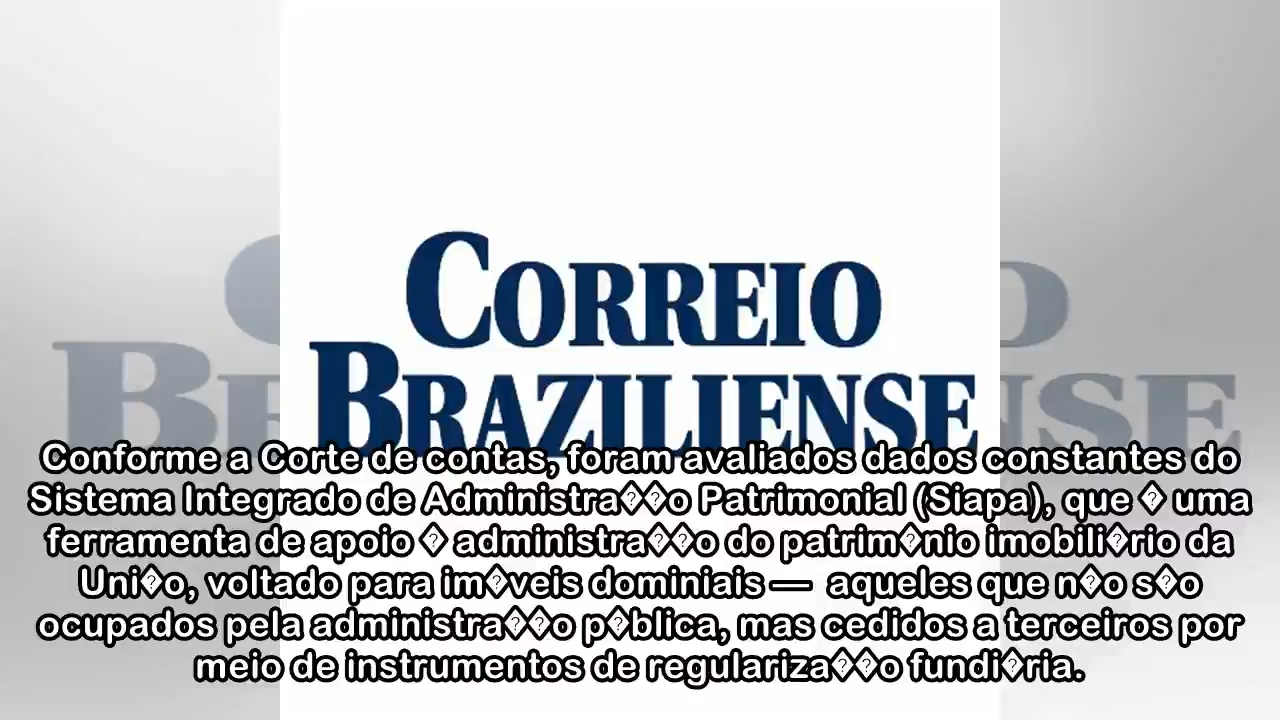 CORREIO
BRAZILIENSE
Conforme a Corte de contas, foram avaliados dados constantes do
Sistema Integrado de Administra��o Patrimonial (Siapa), que � uma
ferramenta de apoio � administra��o do patrim�nio imobili�rio da
Uni�o, voltado para im�veis dominiais — aqueles que n�o s�o
ocupados pela administra��o p�blica, mas cedidos a terceiros por
meio de instrumentos de regulariza��o fundi�ria.